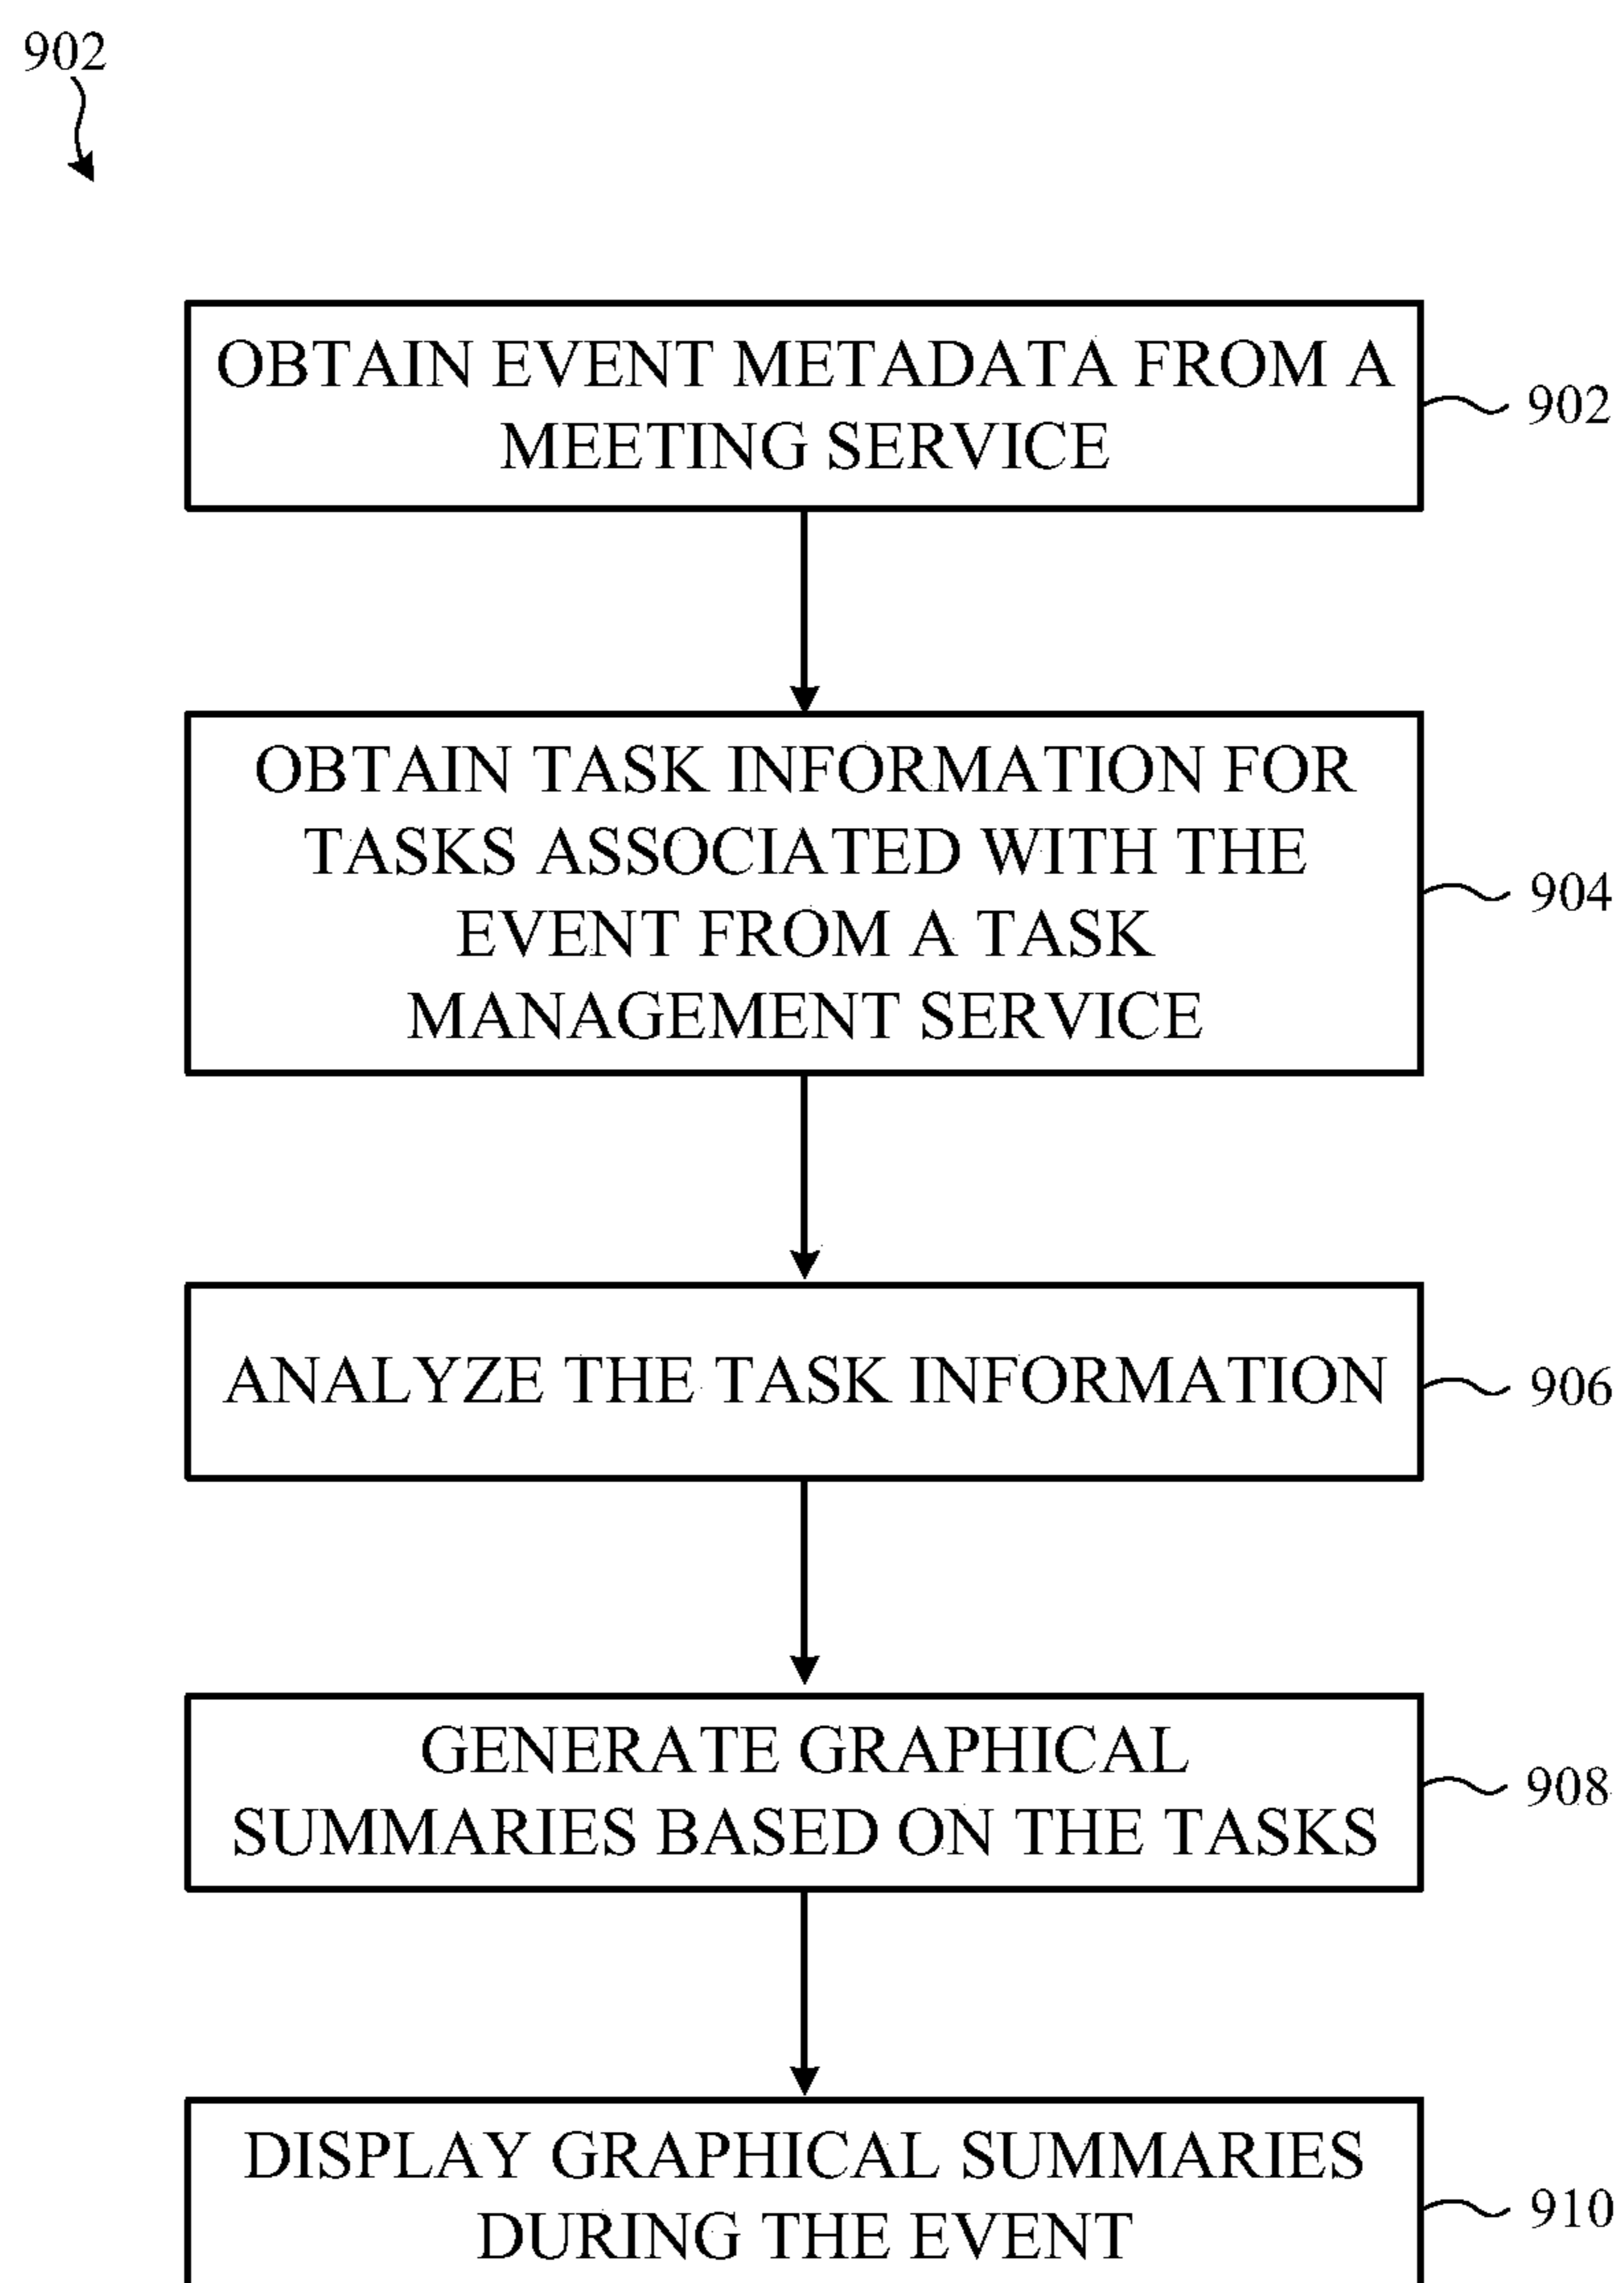 902
OBTAIN EVENT METADATA FROM A
MEETING SERVICE
902
OBTAIN TASK INFORMATION FOR
TASKS ASSOCIATED WITH THE
EVENT FROM A TASK
MANAGEMENT SERVICE
904
ANALYZE THE TASK INFORMATION
906
GENERATE GRAPHICAL
SUMMARIES BASED ON THE TASKS
908
DISPLAY GRAPHICAL SUMMARIES
DURING THE EVENT
910